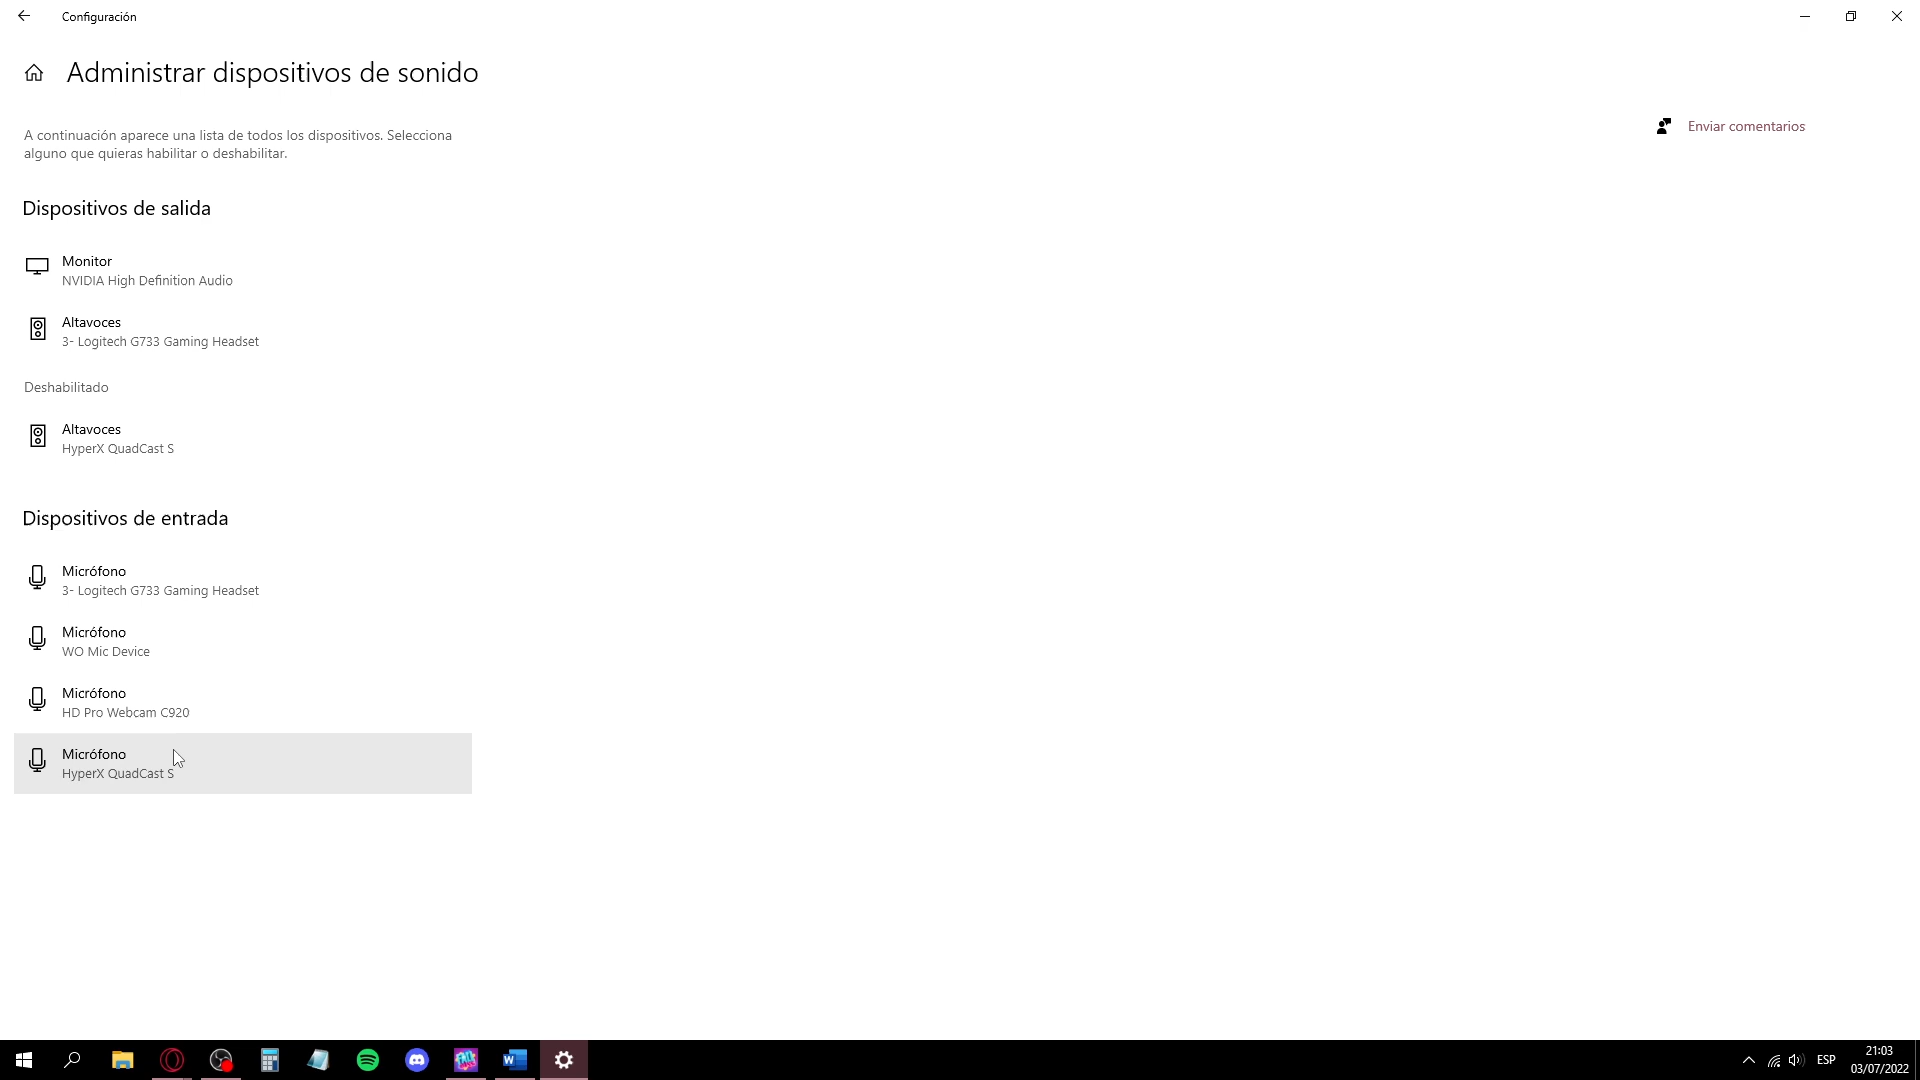 Configuración
Administrar dispositivos de sonido
A continuación aparece una lista de todos los dispositivos. Selecciona
alguno que quieras habilitar o deshabilitar.
Enviar comentarios
Dispositivos de salida
Monitor
NVIDIA High Definition Audio
Altavoces
3- Logitech G733 Gaming Headset
Deshabilitado
Altavoces
HyperX QuadCast S
Dispositivos de entrada
Micrófono
3- Logitech G733 Gaming Headset
Micrófono
WO Mic Device
Micrófono
HD Pro Webcam C920
Micrófono
HyperX QuadCast S
ESP
21:03
03/07/2022